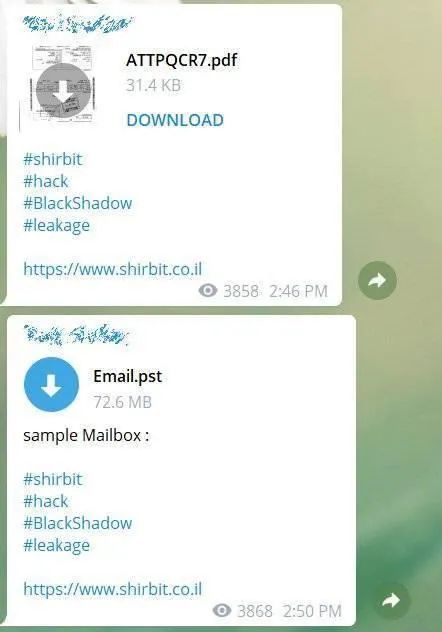 ATTPQCR7.pdf
31.4 KB
DOWNLOAD
#shirbit
#hack
#BlackShadow
#leakage
https://www.shirbit.co.il
3858 2:46 PM
Email.pst
72.6 MB
sample Mailbox :
#shirbit
#hack
#BlackShadow
#leakage
https://www.shirbit.co.il
3868 2:50 PM